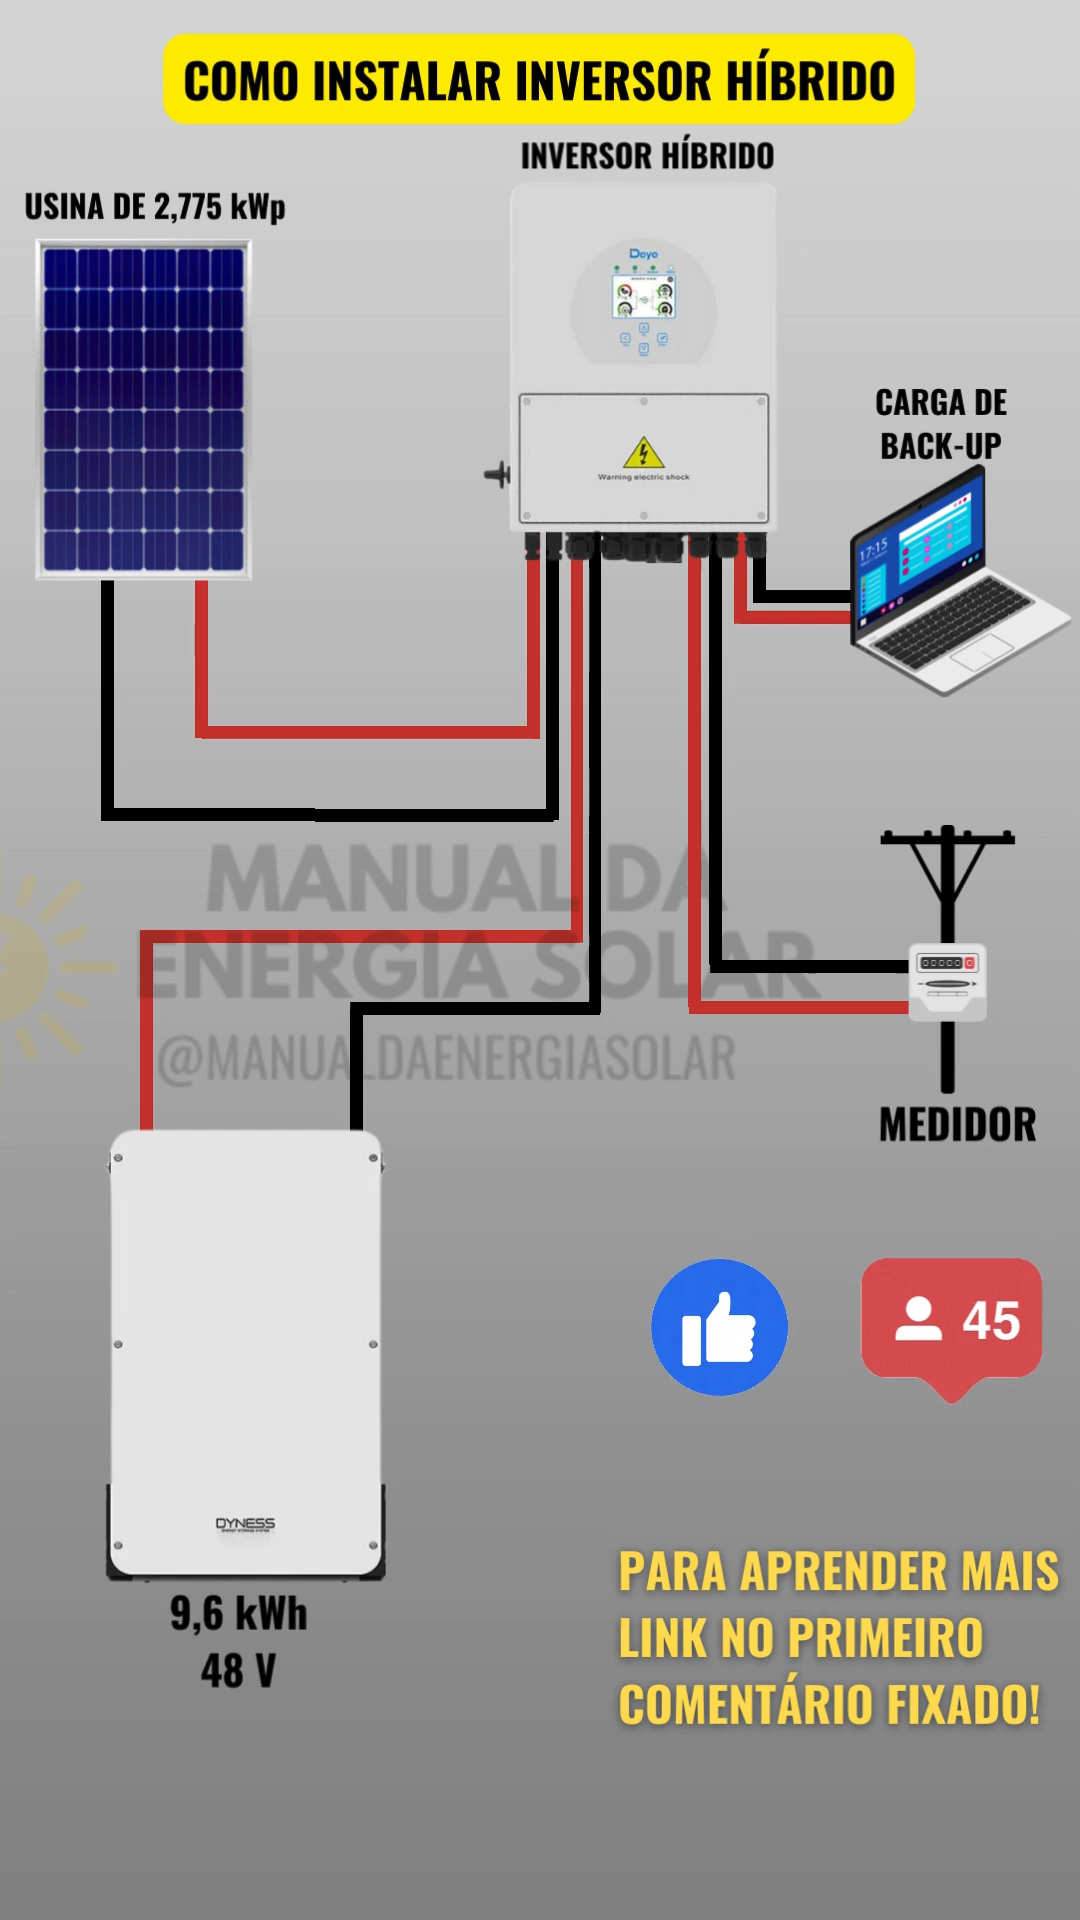 COMO INSTALAR INVERSOR HÍBRIDO
INVERSOR HÍBRIDO
USINA DE 2,775 kWp
Deye
CARGA DE
BACK-UP
Warning electric shock
17:15
MANUAL DA
ENERGIA SOLAR
@MANUALDAENERGIASOLAR
MEDIDOR
45
DYNESS
9,6 kWh
48 V
PARA APRENDER MAIS
LINK NO PRIMEIRO
COMENTÁRIO FIXADO!